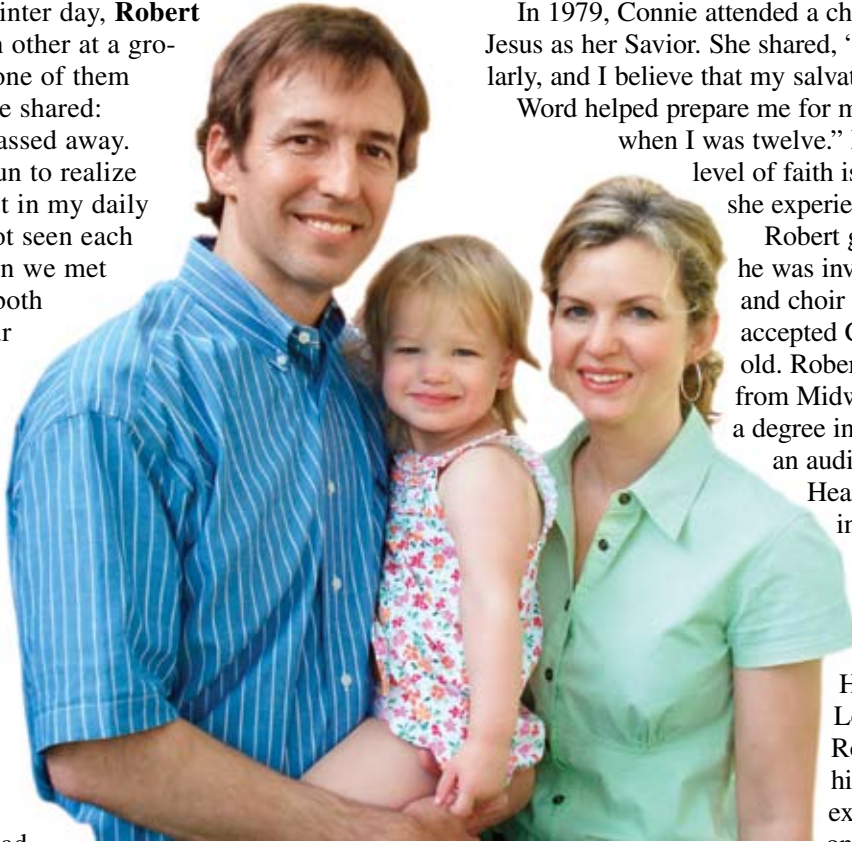 inter day, Robert
other at a gro-
one of them
e shared:
assed away.
un to realize
t in my daily
ot seen each
n we met
both
r
In 1979, Connie attended a ch
Jesus as her Savior. She shared, “
larly, and I believe that my salvat
Word helped prepare me for m
when I was twelve.”
level of faith is
she experie
Robert g
he was inv
and choir
accepted C
old. Rober
from Midw
a degree in
an audi
Hea
in
H
Le
Ro
hi
ex